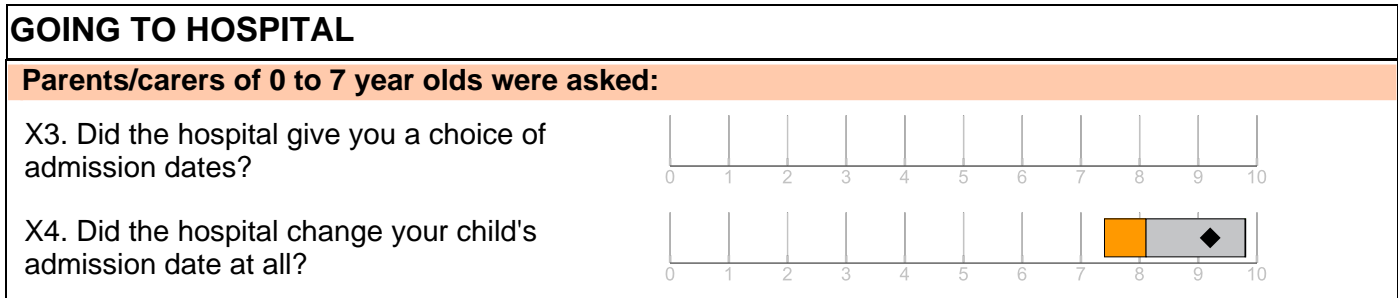 GOING TO HOSPITAL
Parents/carers of 0 to 7 year olds were asked:
X3. Did the hospital give you a choice of
admission dates?
0 1 2 3 4 5 6 7 8 9 10
X4. Did the hospital change your child's
admission date at all?
0 1 2 3 4 5 6 7 8 9 10